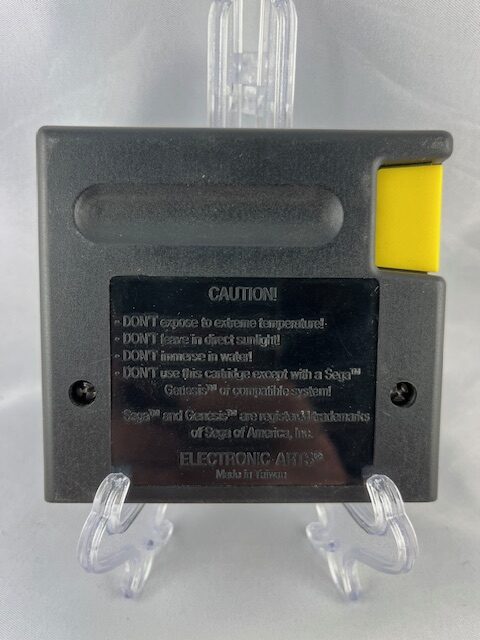 CAUTION!
- DON'T expose to extreme temperature!
- DON'T leave in direct sunlight!
- DON'T immerse in water!
- DON'T use this cartridge except with a Sega™
Genesis™ or compatible system!
Sega™ and Genesis™ are registered trademarks
of Sega of America, Inc.
ELECTRONIC ARTS®
Made in Taiwan